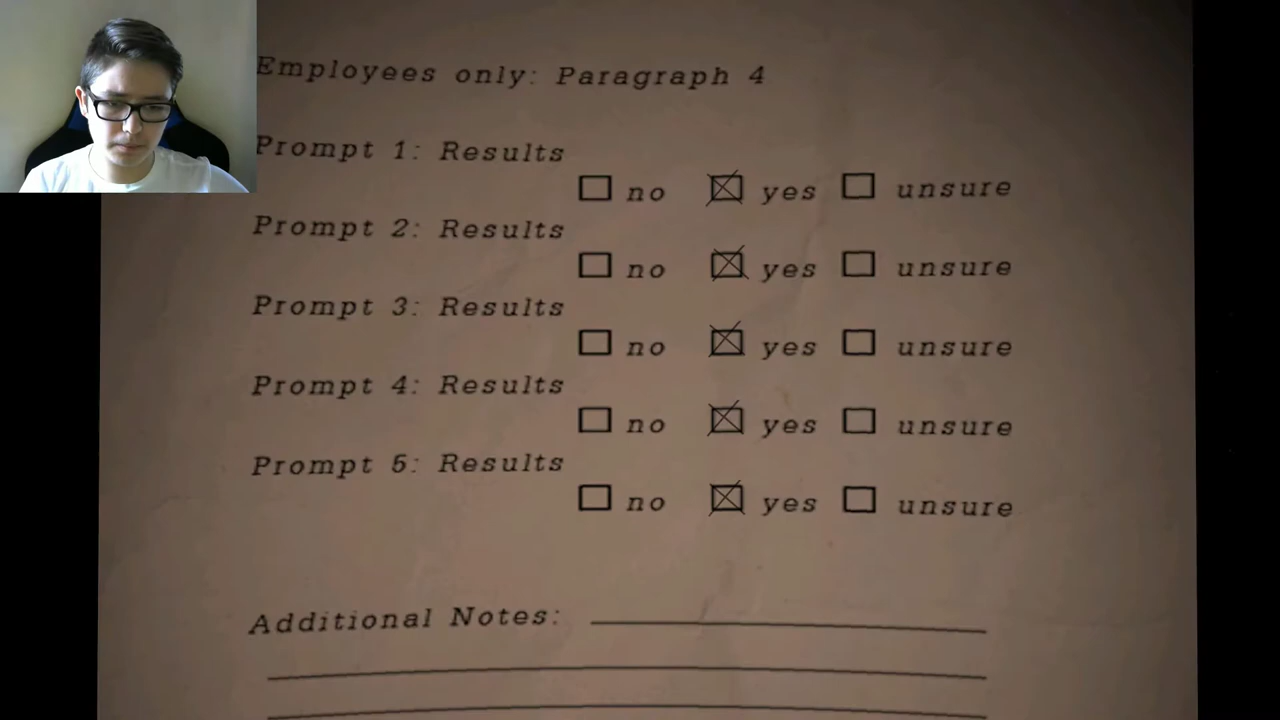 Employees only: Paragraph 4
Prompt 1: Results
no yes unsure
Prompt 2: Results
no yes unsure
Prompt 3: Results
no yes unsure
Prompt 4: Results
no yes unsure
Prompt 5: Results
no yes unsure
Additional Notes: